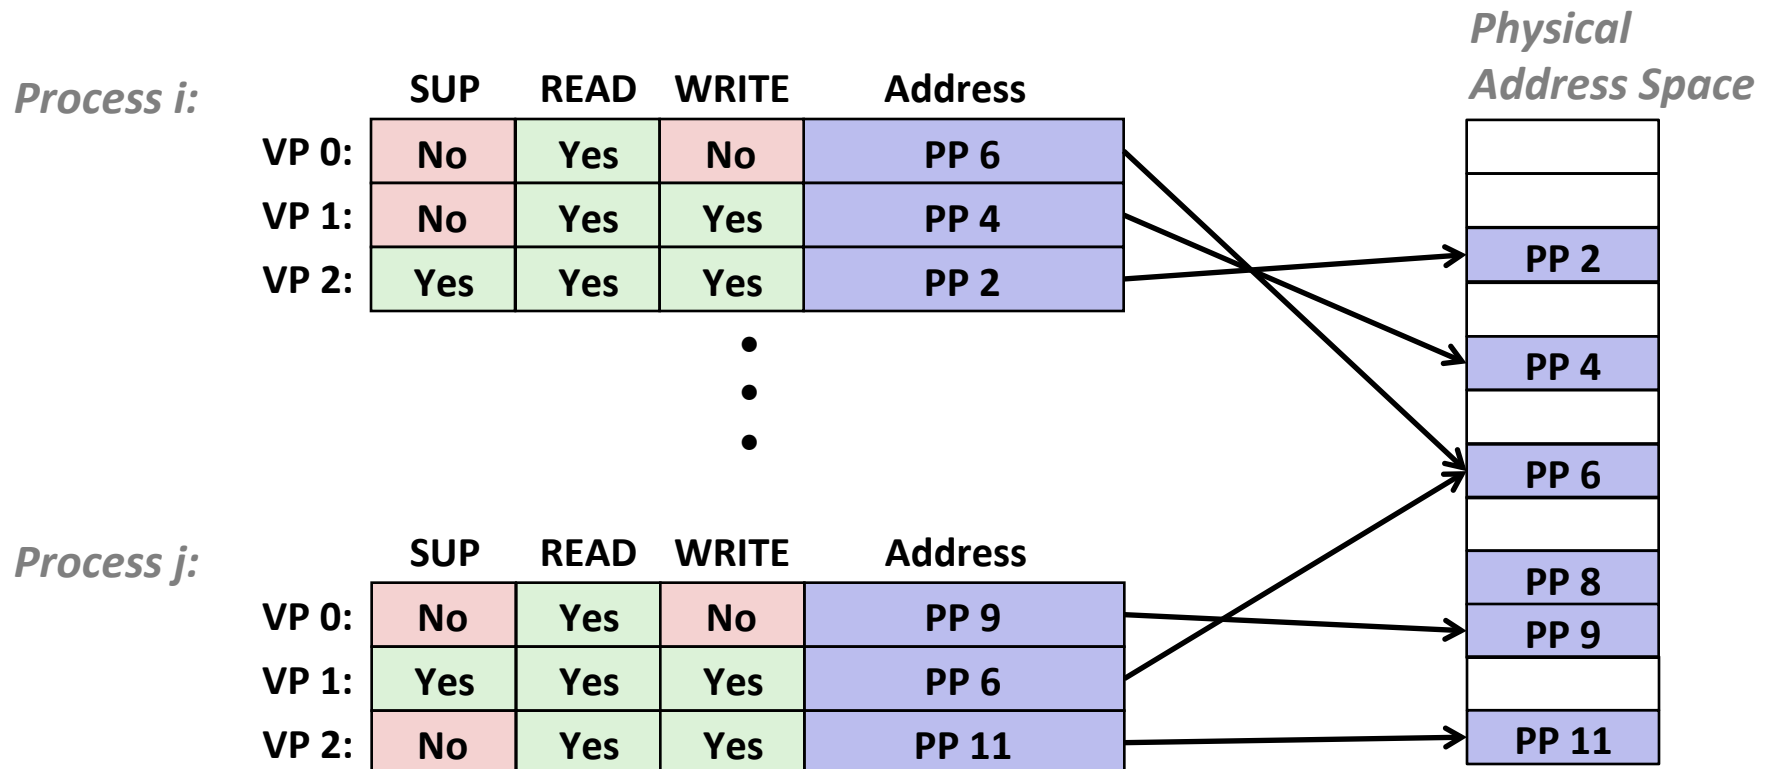 Physical
Address Space
Process i:
SUP READ WRITE Address
VP 0: No Yes No PP 6
VP 1: No Yes Yes PP 4
VP 2: Yes Yes Yes PP 2
PP 2
PP 4
PP 6
PP 8
PP 9
PP 11
Process j:
SUP READ WRITE Address
VP 0: No Yes No PP 9
VP 1: Yes Yes Yes PP 6
VP 2: No Yes Yes PP 11